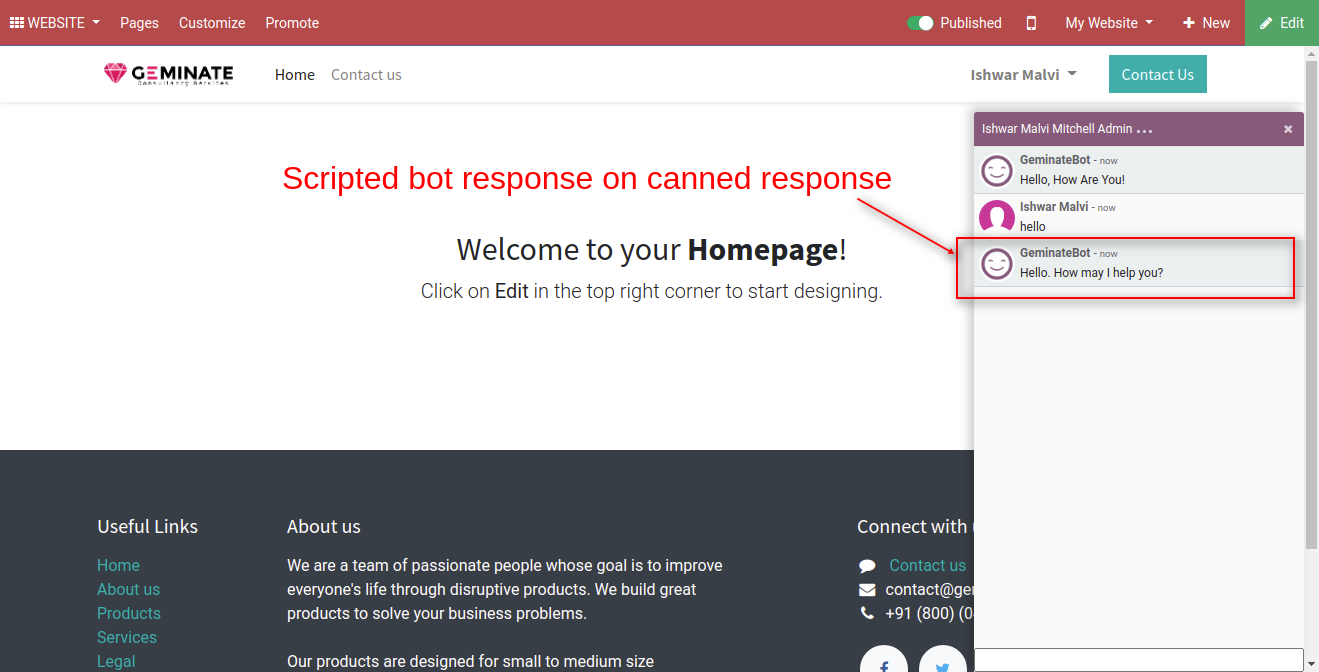 WEBSITE Pages Customize Promote Published My Website New Edit
GEMINATE
Consultancy Services
Home Contact us Ishwar Malvi Contact Us
Ishwar Malvi Mitchell Admin ... ×
GeminateBot - now
Hello, How Are You!
Ishwar Malvi - now
hello
GeminateBot - now
Hello. How may I help you?
Scripted bot response on canned response
Welcome to your Homepage!
Click on Edit in the top right corner to start designing.
Useful Links
Home
About us
Products
Services
Legal
About us
We are a team of passionate people whose goal is to improve
everyone's life through disruptive products. We build great
products to solve your business problems.
Our products are designed for small to medium size
Connect with
Contact us
contact@ge
+91 (800) (0